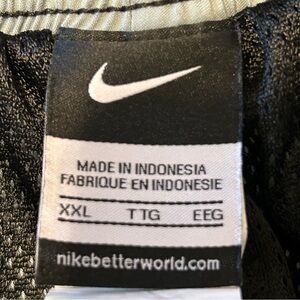 MADE IN INDONESIA
FABRIQUE EN INDONESIE
XXL TTG EEG
nikebetterworld.com